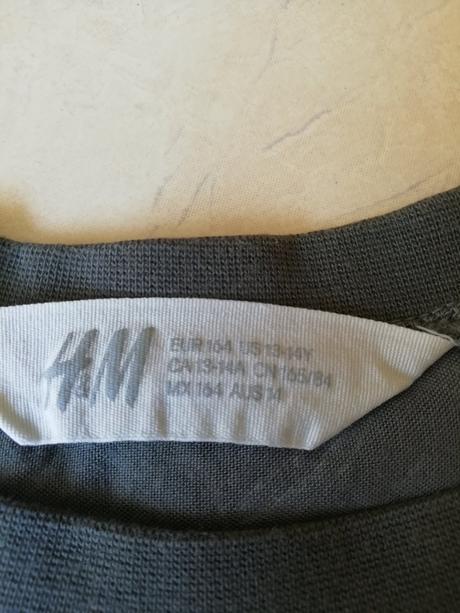 H&M
EUR 164 US 13-14Y
CA 13-14A CN 165/84
MX 164 AUS 14